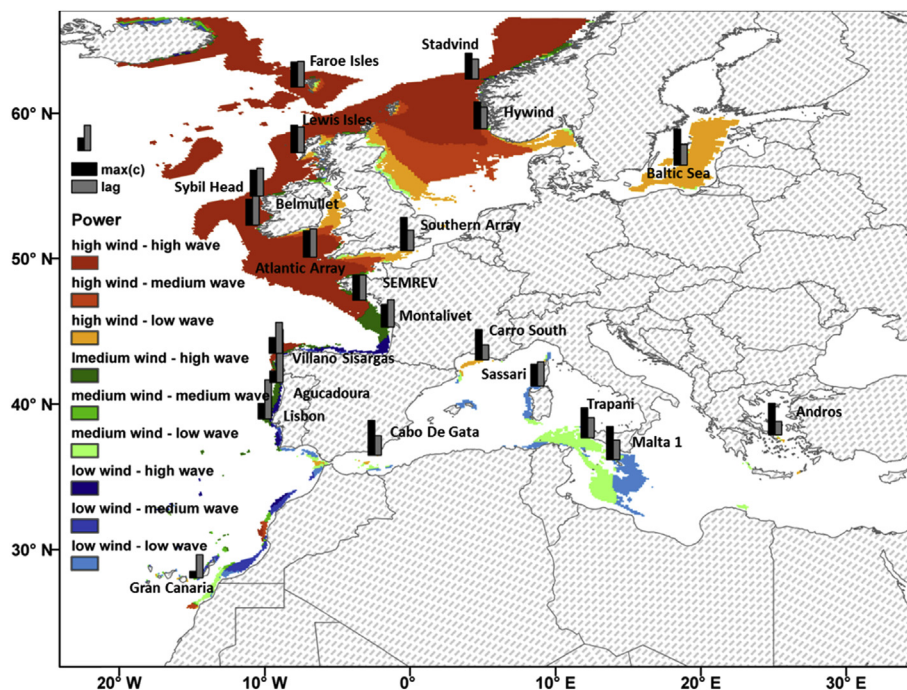 Stadvind
Faroe Isles
60° N
Hywind
Lewis Isles
max(c)
lag
Sybil Head
Baltic Sea
Belmullet
Power
Southern Array
high wind - high wave
50° N
Atlantic Array
SEMREV
high wind - medium wave
Montalivet
high wind - low wave
Carro South
lmedium wind - high wave
Villano Sisargas
Sassari
medium wind - medium wave
Agucadoura
Trapani
Andros
40° N
Lisbon
Cabo De Gata
Malta 1
medium wind - low wave
low wind - high wave
low wind - medium wave
low wind - low wave
30° N
Gran Canaria
20° W
10° W
0°
10° E
20° E
30° E